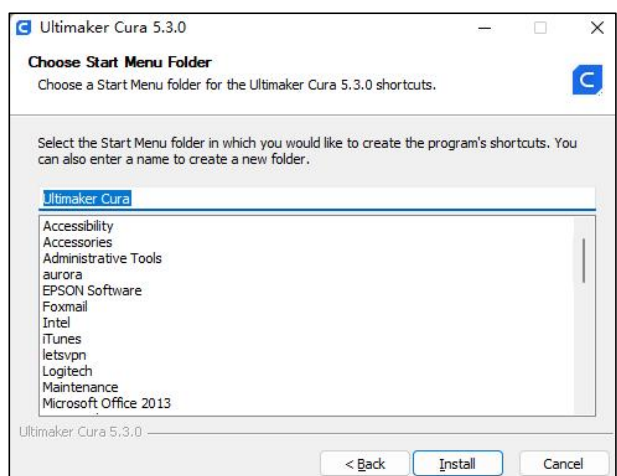 Ultimaker Cura 5.3.0
Choose Start Menu Folder
Choose a Start Menu folder for the Ultimaker Cura 5.3.0 shortcuts.
Select the Start Menu folder in which you would like to create the program's shortcuts. You
can also enter a name to create a new folder.
Ultimaker Cura
Accessibility
Accessories
Administrative Tools
aurora
EPSON Software
Foxmail
Intel
iTunes
letsvpn
Logitech
Maintenance
Microsoft Office 2013
Ultimaker Cura 5.3.0
< Back Install Cancel